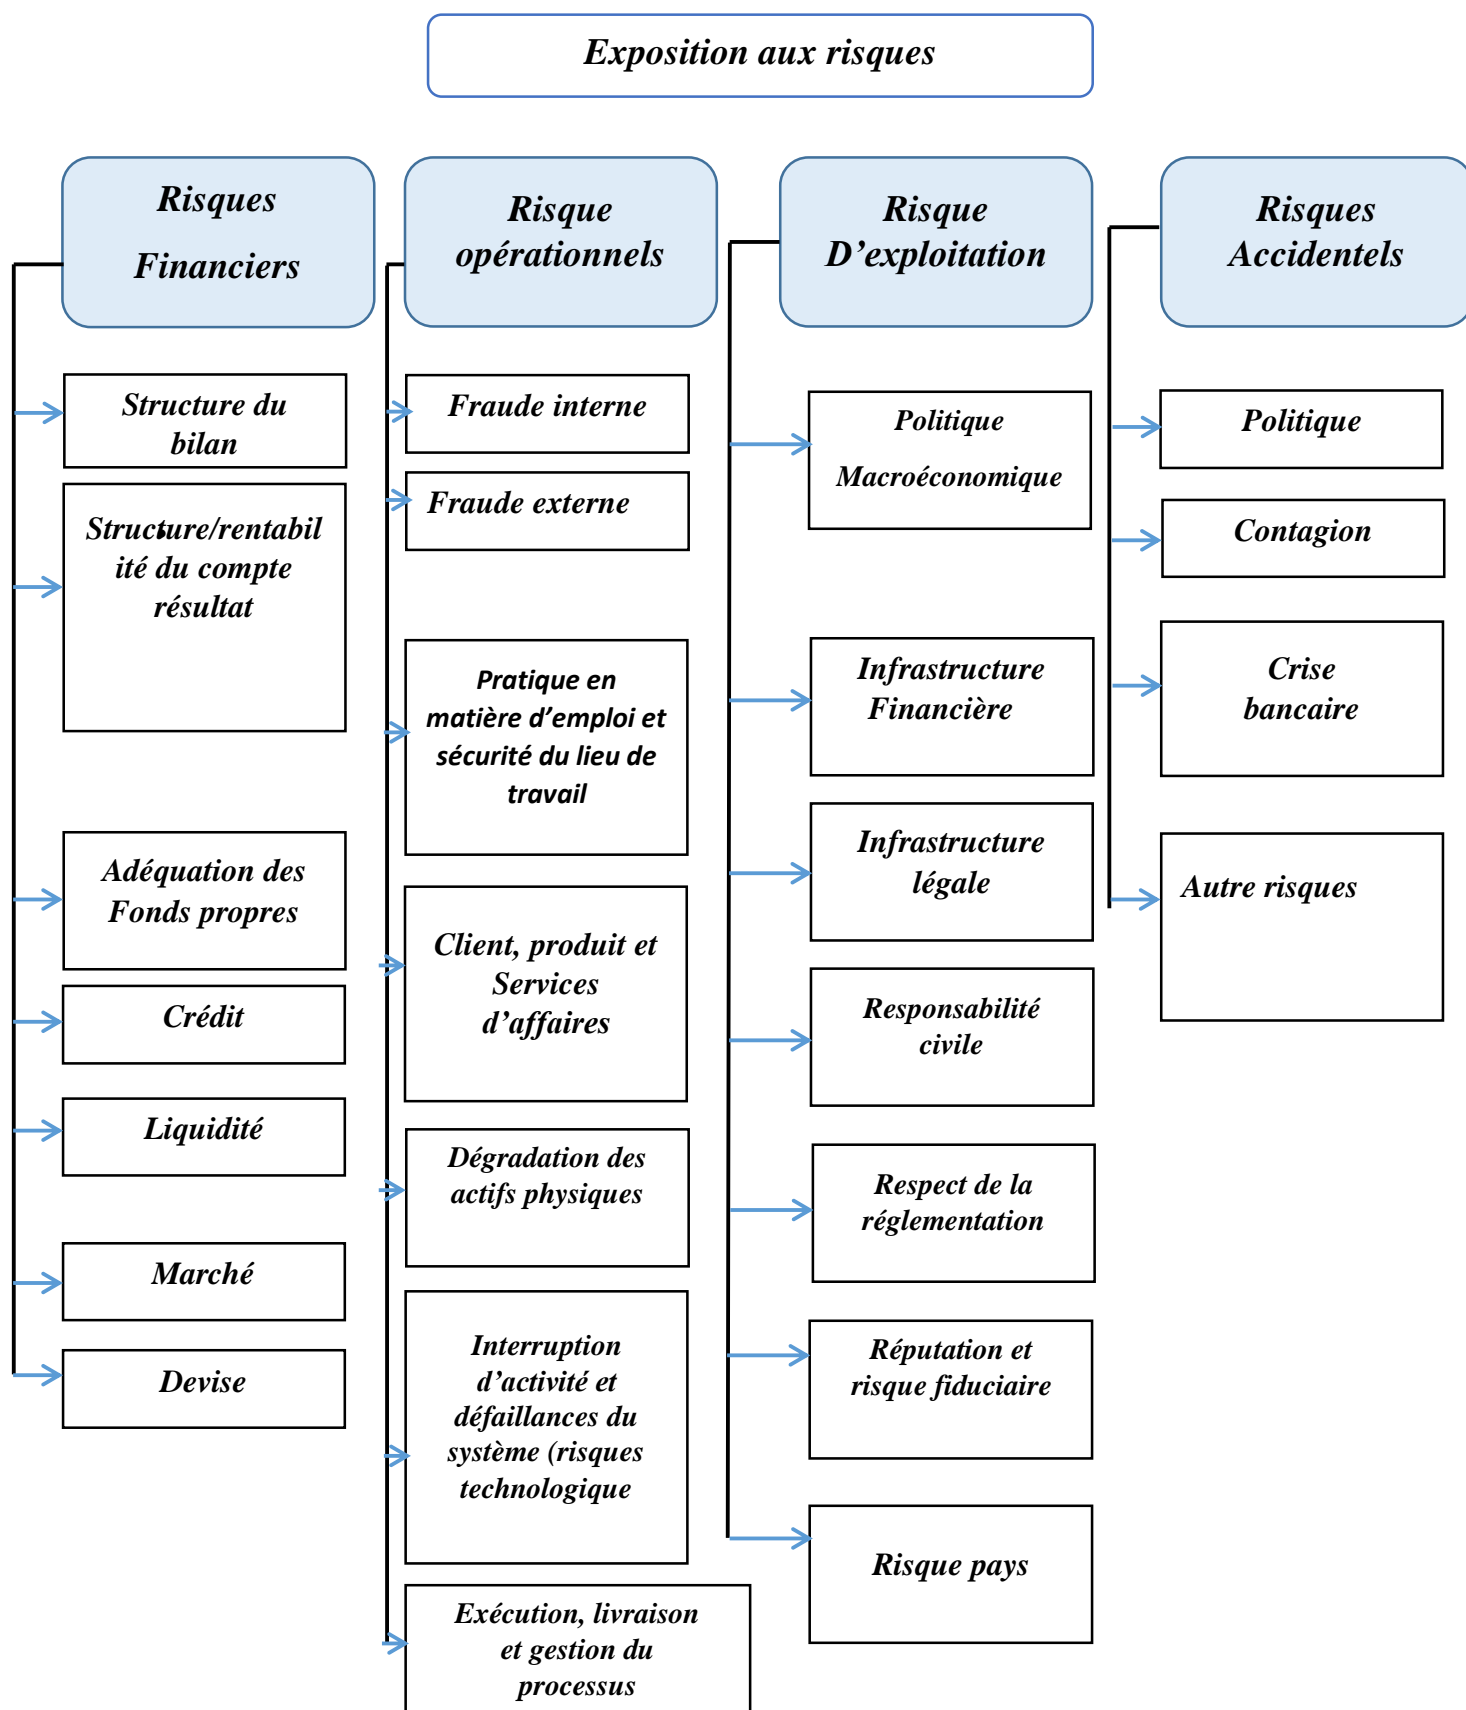 Exposition aux risques
Risques
Financiers
Structure du
bilan
Structure/rentabil
ité du compte
résultat
Adéquation des
Fonds propres
Crédit
Liquidité
Marché
Devise
Risque
opérationnels
Fraude interne
Fraude externe
Pratique en
matière d'emploi et
sécurité du lieu de
travail
Client, produit et
Services
d'affaires
Dégradation des
actifs physiques
Interruption
d'activité et
défaillances du
système (risques
technologique
Exécution, livraison
et gestion du
processus
Risque
D'exploitation
Politique
Macroéconomique
Infrastructure
Financière
Infrastructure
légale
Responsabilité
civile
Respect de la
réglementation
Réputation et
risque fiduciaire
Risque pays
Risques
Accidentels
Politique
Contagion
Crise
bancaire
Autre risques